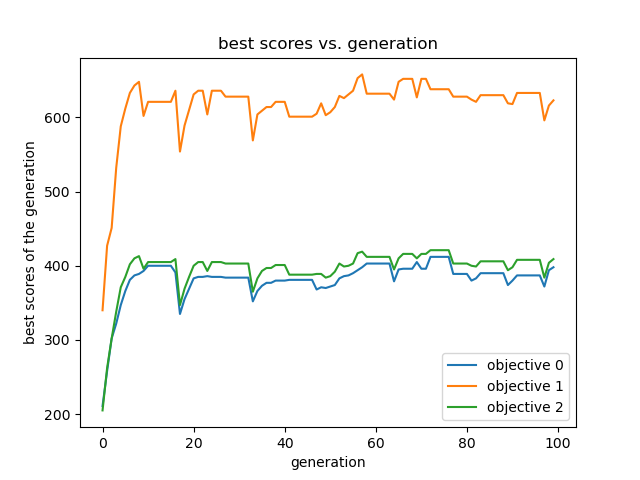 best scores vs. generation
best scores of the generation
600
500
400
300
200
0
20
40
60
80
100
generation
objective 0
objective 1
objective 2